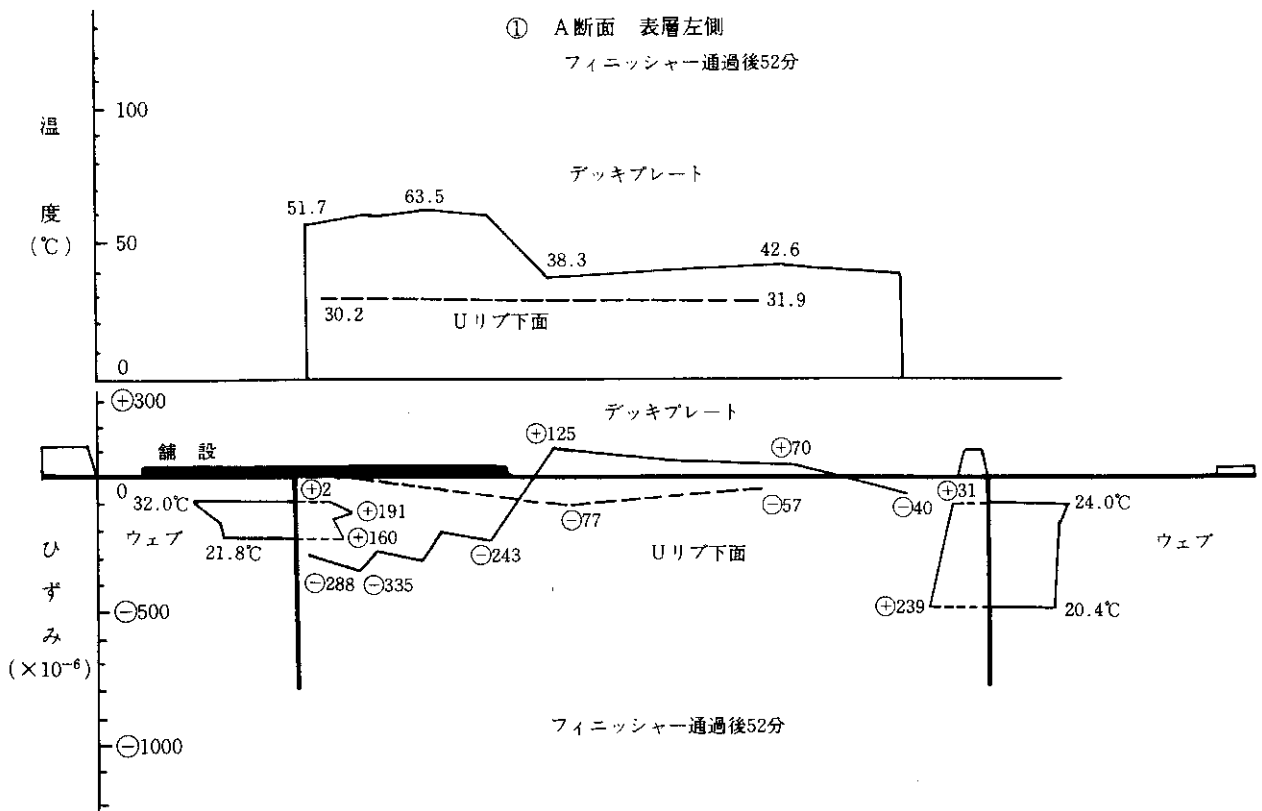 ① A断面 表層左側
フィニッシャー通過後52分
温度(℃)
100
50
0
デッキプレート
51.7
63.5
38.3
42.6
30.2
Uリブ下面
31.9
⊕300
0
⊖500
⊖1000
ひずみ(×10⁻⁶)
デッキプレート
舗 設
⊕125
⊕70
⊕2
⊕31
32.0℃
⊕191
⊖77
⊖57
⊖40
24.0℃
ウェブ
⊕160
21.8℃
⊖243
Uリブ下面
ウェブ
⊖288
⊖335
⊕239
20.4℃
フィニッシャー通過後52分